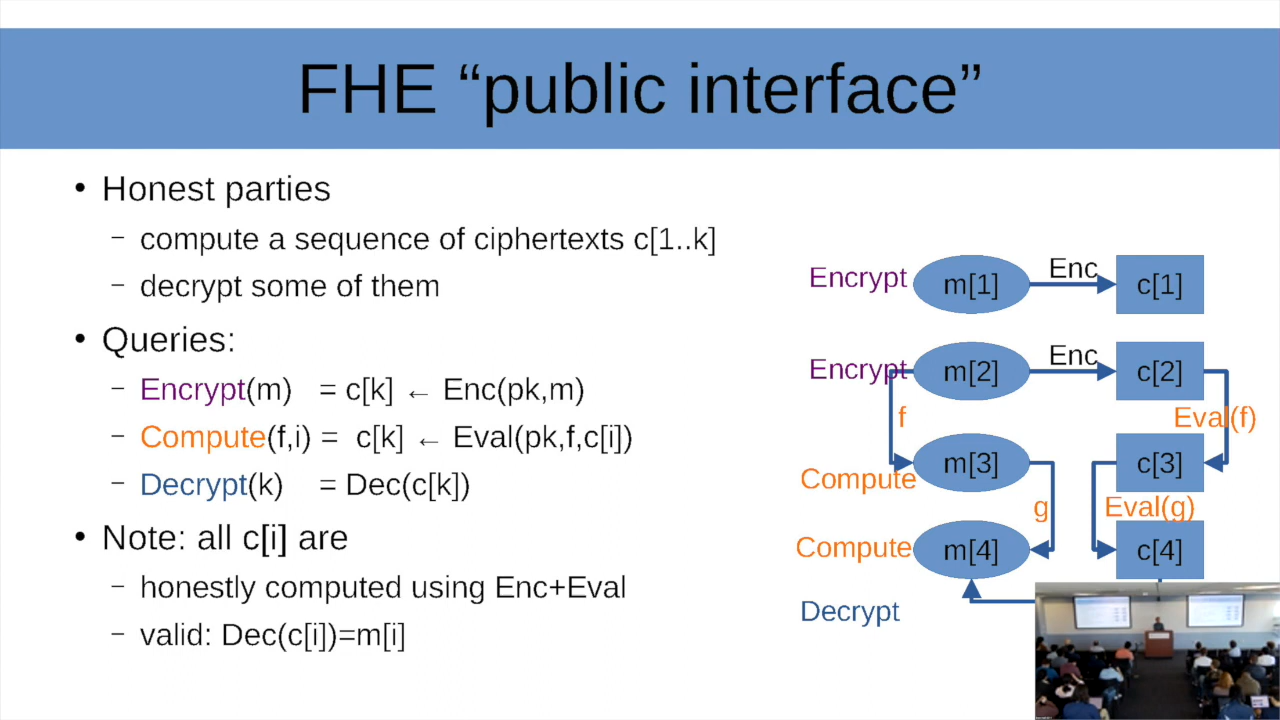 FHE “public interface”
• Honest parties
– compute a sequence of ciphertexts c[1..k]
– decrypt some of them
• Queries:
– Encrypt(m) = c[k] ← Enc(pk,m)
– Compute(f,i) = c[k] ← Eval(pk,f,c[i])
– Decrypt(k) = Dec(c[k])
• Note: all c[i] are
– honestly computed using Enc+Eval
– valid: Dec(c[i])=m[i]
Encrypt m[1] Enc c[1]
Encrypt m[2] Enc c[2]
f Eval(f)
Compute m[3] c[3]
g Eval(g)
Compute m[4] c[4]
Decrypt